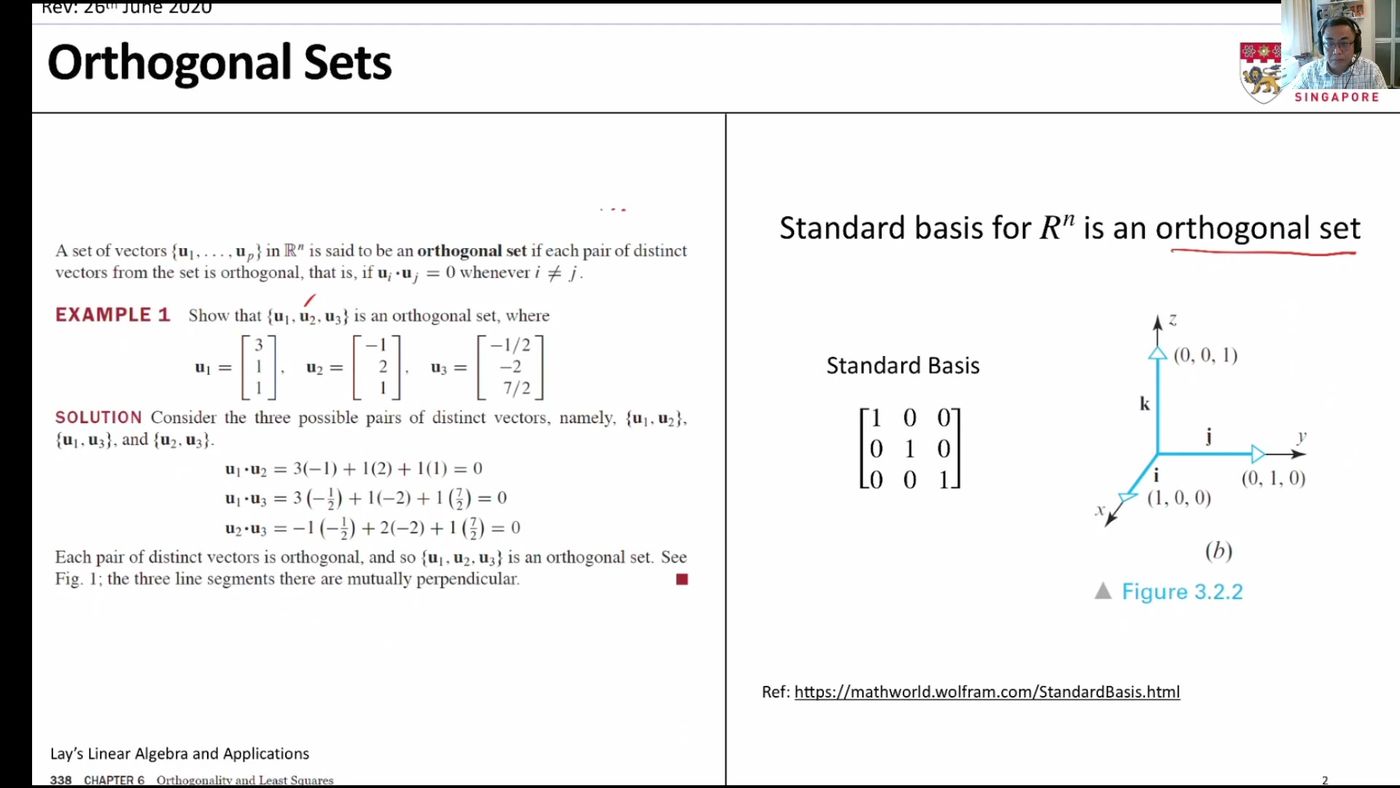 Rev: 26th June 2020
Orthogonal Sets
SINGAPORE
A set of vectors {u₁, . . . , uₚ} in ℝⁿ is said to be an orthogonal set if each pair of distinct
vectors from the set is orthogonal, that is, if uᵢ · uⱼ = 0 whenever i ≠ j.
EXAMPLE 1 Show that {u₁, u₂, u₃} is an orthogonal set, where
u₁ = [3 1 1], u₂ = [−1 2 1], u₃ = [−1/2 −2 7/2]
SOLUTION Consider the three possible pairs of distinct vectors, namely, {u₁, u₂},
{u₁, u₃}, and {u₂, u₃}.
u₁ · u₂ = 3(−1) + 1(2) + 1(1) = 0
u₁ · u₃ = 3(−1/2) + 1(−2) + 1(7/2) = 0
u₂ · u₃ = −1(−1/2) + 2(−2) + 1(7/2) = 0
Each pair of distinct vectors is orthogonal, and so {u₁, u₂, u₃} is an orthogonal set. See
Fig. 1; the three line segments there are mutually perpendicular.
Lay's Linear Algebra and Applications
338 CHAPTER 6 Orthogonality and Least Squares
Standard basis for Rⁿ is an orthogonal set
Standard Basis
[1 0 0
0 1 0
0 0 1]
z
(0, 0, 1)
k
j
y
i
(0, 1, 0)
(1, 0, 0)
x
(b)
▲ Figure 3.2.2
Ref: https://mathworld.wolfram.com/StandardBasis.html
2